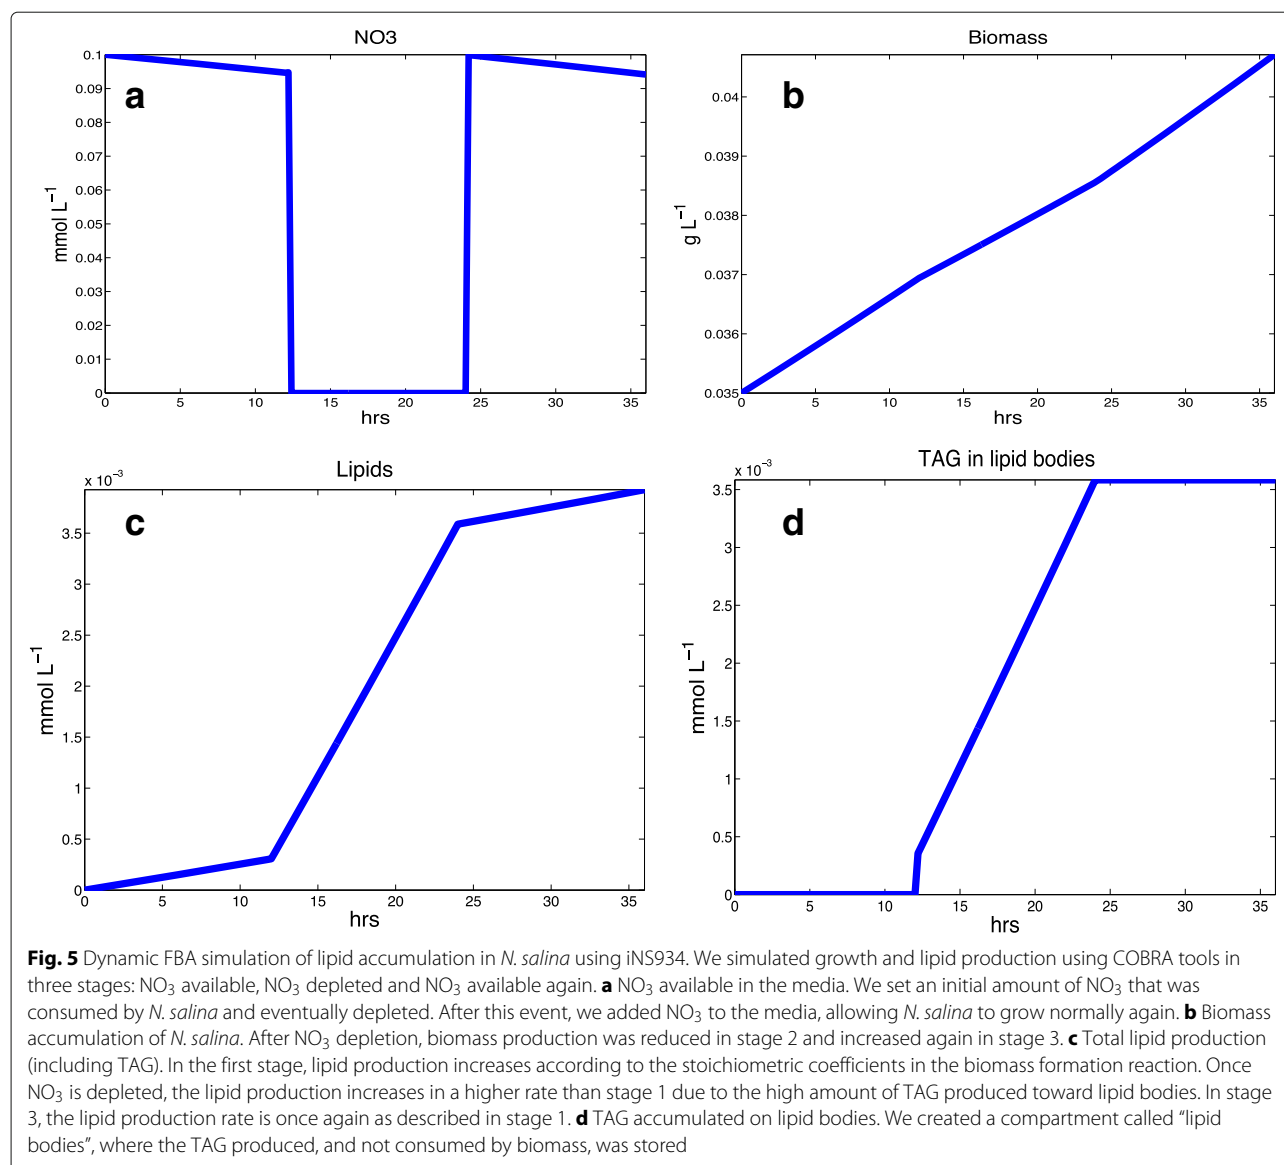 NO3
a
mmol L⁻¹
0.1
0.09
0.08
0.07
0.06
0.05
0.04
0.03
0.02
0.01
0
0 5 10 15 20 25 30 35
hrs
Biomass
b
g L⁻¹
0.04
0.039
0.038
0.037
0.036
0.035
0 5 10 15 20 25 30 35
hrs
Lipids
x 10⁻³
c
mmol L⁻¹
3.5
3
2.5
2
1.5
1
0.5
0
0 5 10 15 20 25 30 35
hrs
TAG in lipid bodies
x 10⁻³
d
mmol L⁻¹
3.5
3
2.5
2
1.5
1
0.5
0
0 5 10 15 20 25 30 35
hrs
Fig. 5 Dynamic FBA simulation of lipid accumulation in N. salina using iNS934. We simulated growth and lipid production using COBRA tools in
three stages: NO₃ available, NO₃ depleted and NO₃ available again. a NO₃ available in the media. We set an initial amount of NO₃ that was
consumed by N. salina and eventually depleted. After this event, we added NO₃ to the media, allowing N. salina to grow normally again. b Biomass
accumulation of N. salina. After NO₃ depletion, biomass production was reduced in stage 2 and increased again in stage 3. c Total lipid production
(including TAG). In the first stage, lipid production increases according to the stoichiometric coefficients in the biomass formation reaction. Once
NO₃ is depleted, the lipid production increases in a higher rate than stage 1 due to the high amount of TAG produced toward lipid bodies. In stage
3, the lipid production rate is once again as described in stage 1. d TAG accumulated on lipid bodies. We created a compartment called “lipid
bodies”, where the TAG produced, and not consumed by biomass, was stored